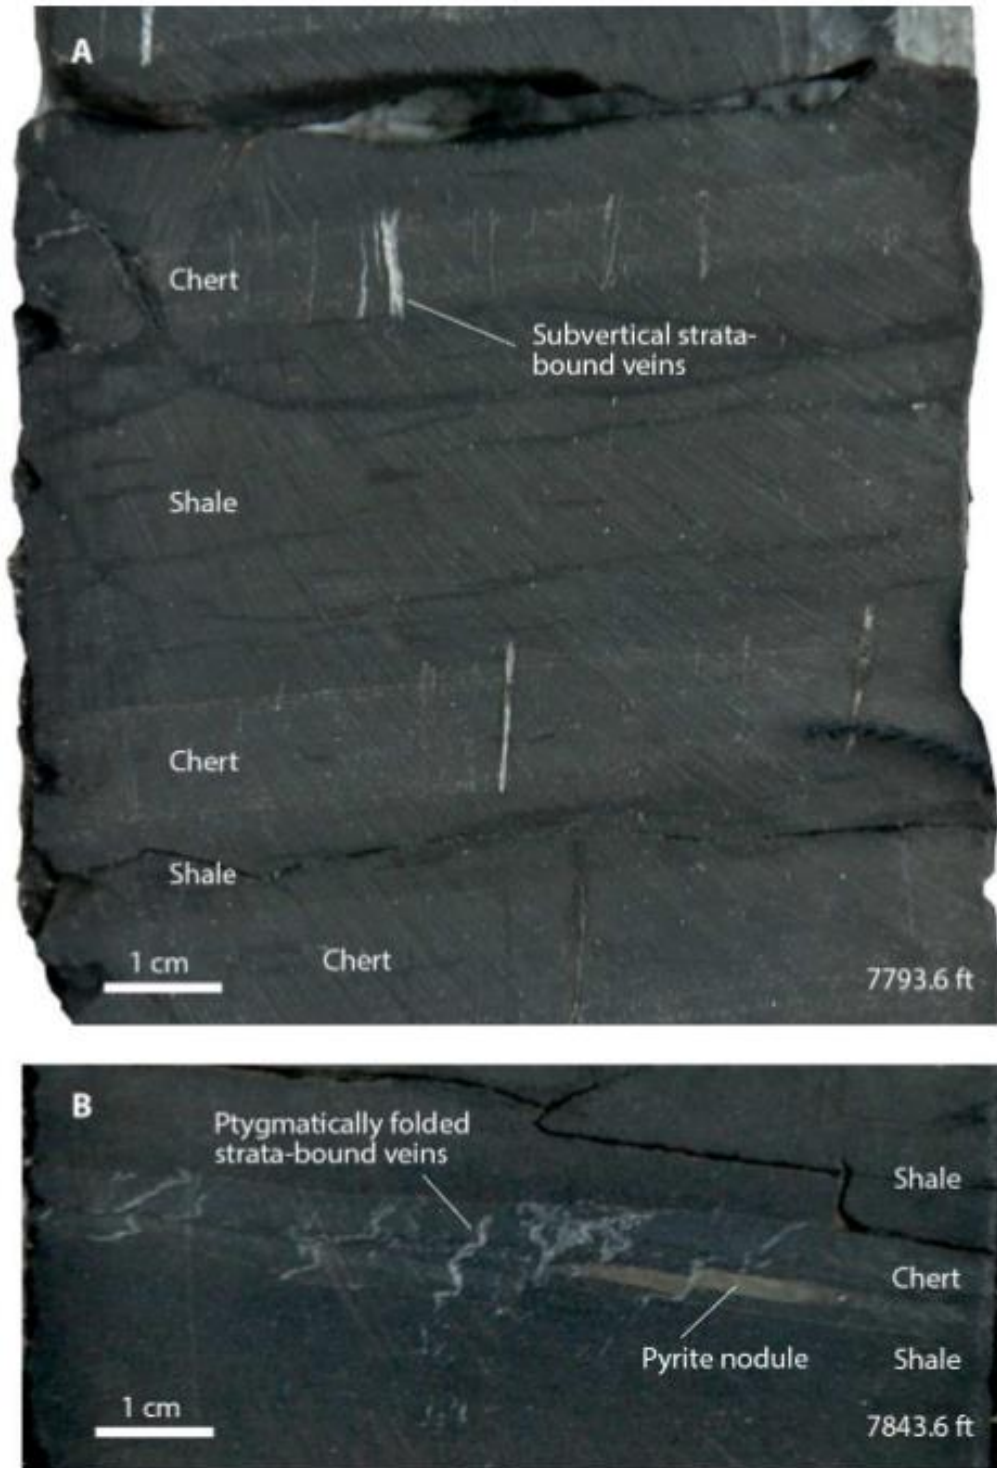 A
Chert
Subvertical strata-
bound veins
Shale
Chert
Shale
1 cm
Chert
7793.6 ft
B
Ptygmatically folded
strata-bound veins
Shale
Chert
Pyrite nodule
Shale
1 cm
7843.6 ft